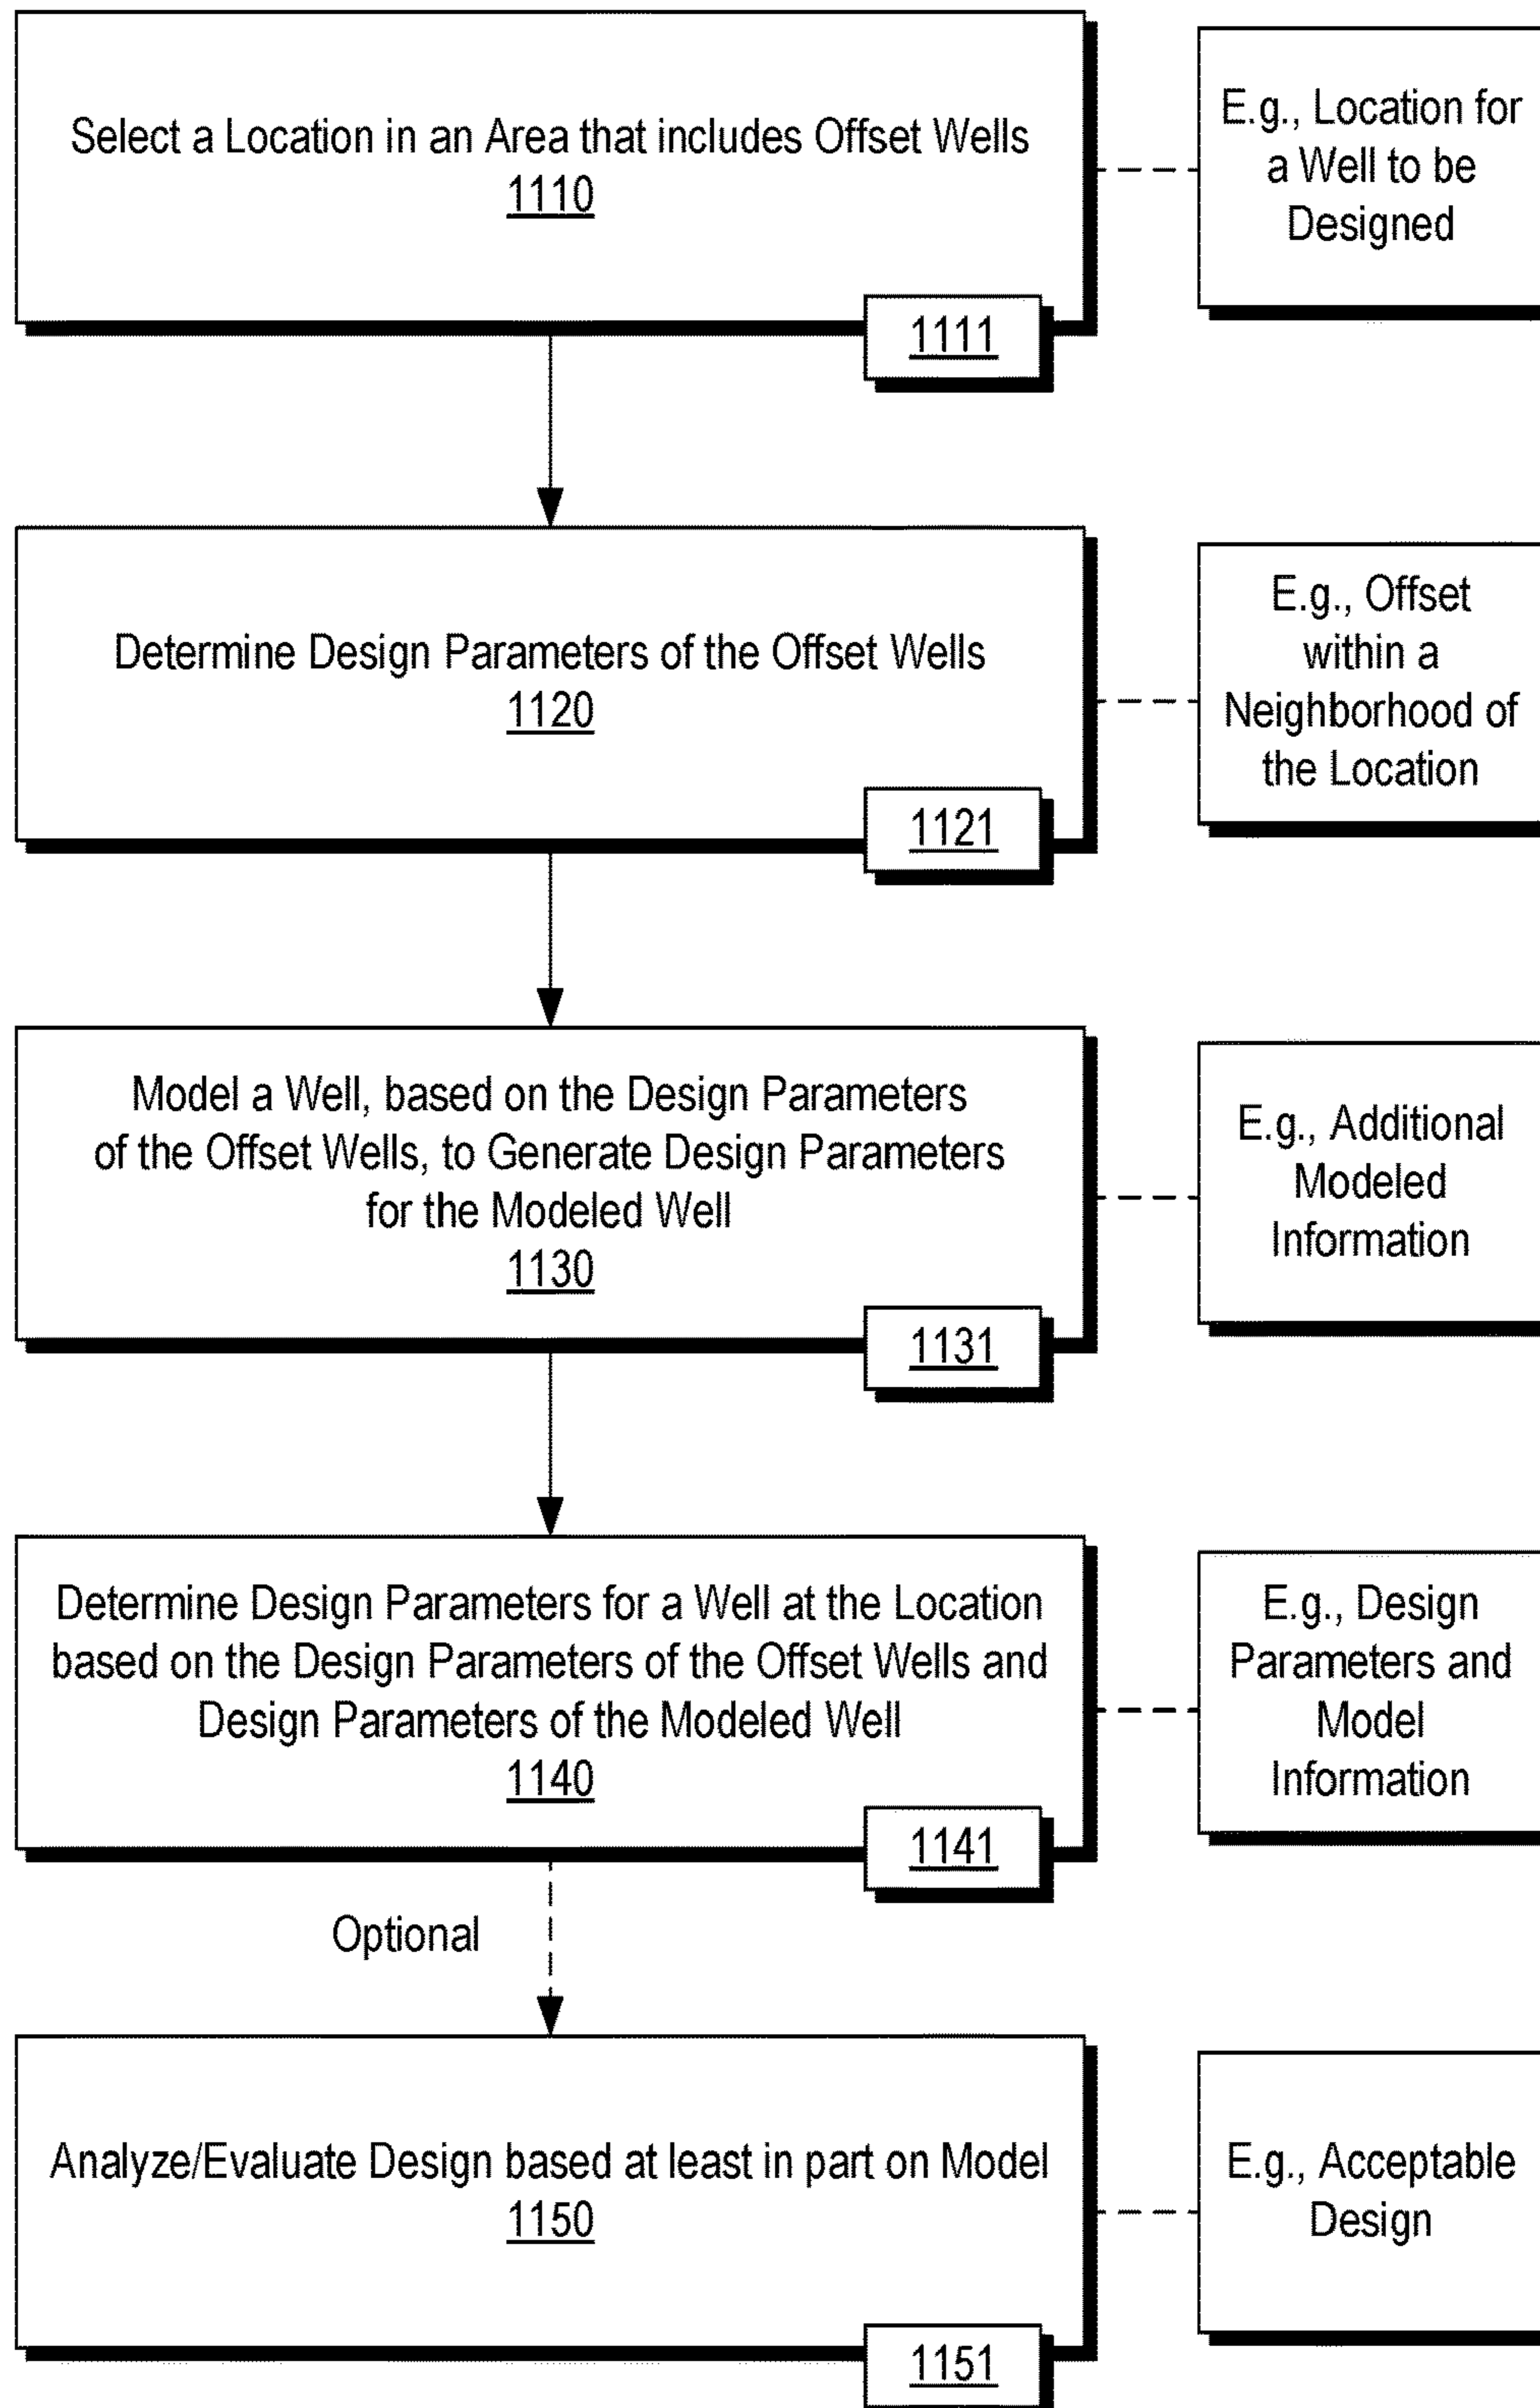 Select a Location in an Area that includes Offset Wells
1110
1111
E.g., Location for
a Well to be
Designed
Determine Design Parameters of the Offset Wells
1120
1121
E.g., Offset
within a
Neighborhood of
the Location
Model a Well, based on the Design Parameters
of the Offset Wells, to Generate Design Parameters
for the Modeled Well
1130
1131
E.g., Additional
Modeled
Information
Determine Design Parameters for a Well at the Location
based on the Design Parameters of the Offset Wells and
Design Parameters of the Modeled Well
1140
1141
E.g., Design
Parameters and
Model
Information
Optional
Analyze/Evaluate Design based at least in part on Model
1150
1151
E.g., Acceptable
Design